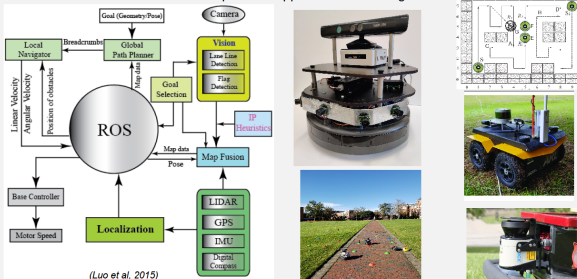 Goal (Geometry/Pose)
Camera
Local
Navigator
Breadcrumbs
Global
Path Planner
Vision
Lane Line
Detection
Flag
Detection
Map data
Goal
Selection
Linear Velocity
Angular Velocity
Position of obstacles
ROS
IP
Heuristics
Map data
Pose
Map Fusion
Base Controller
Motor Speed
Localization
LIDAR
GPS
IMU
Digital
Compass
(Luo et al, 2015)